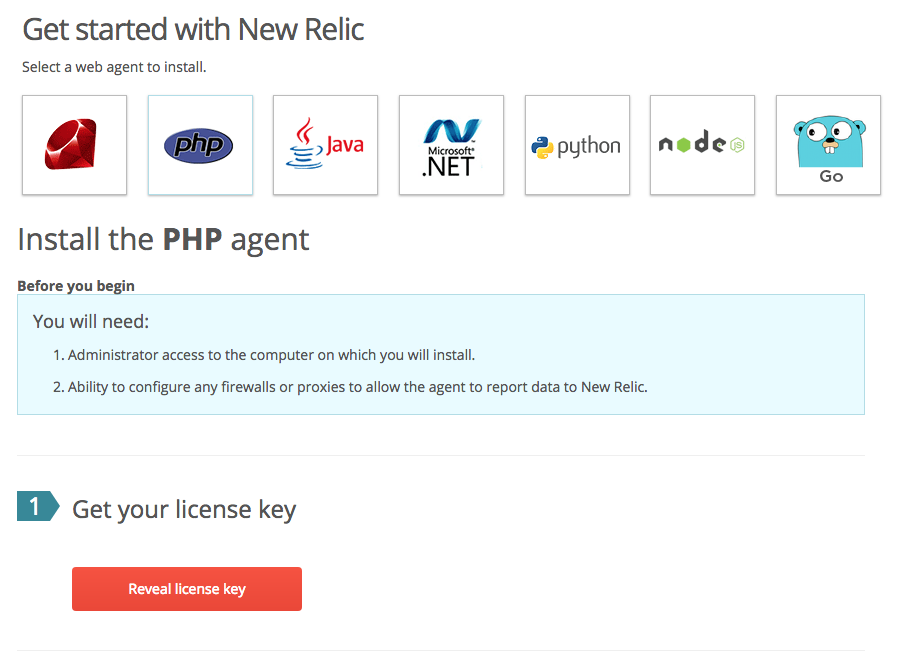 Get started with New Relic
Select a web agent to install.
php
Java
Microsoft®
.NET
python
node
JS
Go
Install the PHP agent
Before you begin
You will need:
1. Administrator access to the computer on which you will install.
2. Ability to configure any firewalls or proxies to allow the agent to report data to New Relic.
1
Get your license key
Reveal license key